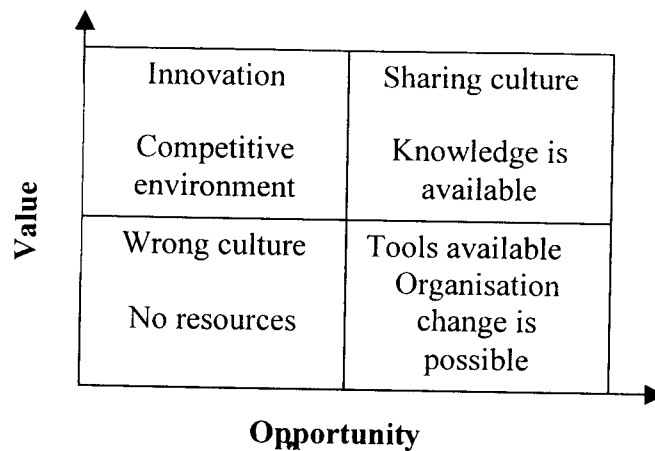 Innovation
Competitive
environment
Sharing culture
Knowledge is
available
Wrong culture
No resources
Tools available
Organisation
change is
possible
Value
Opportunity